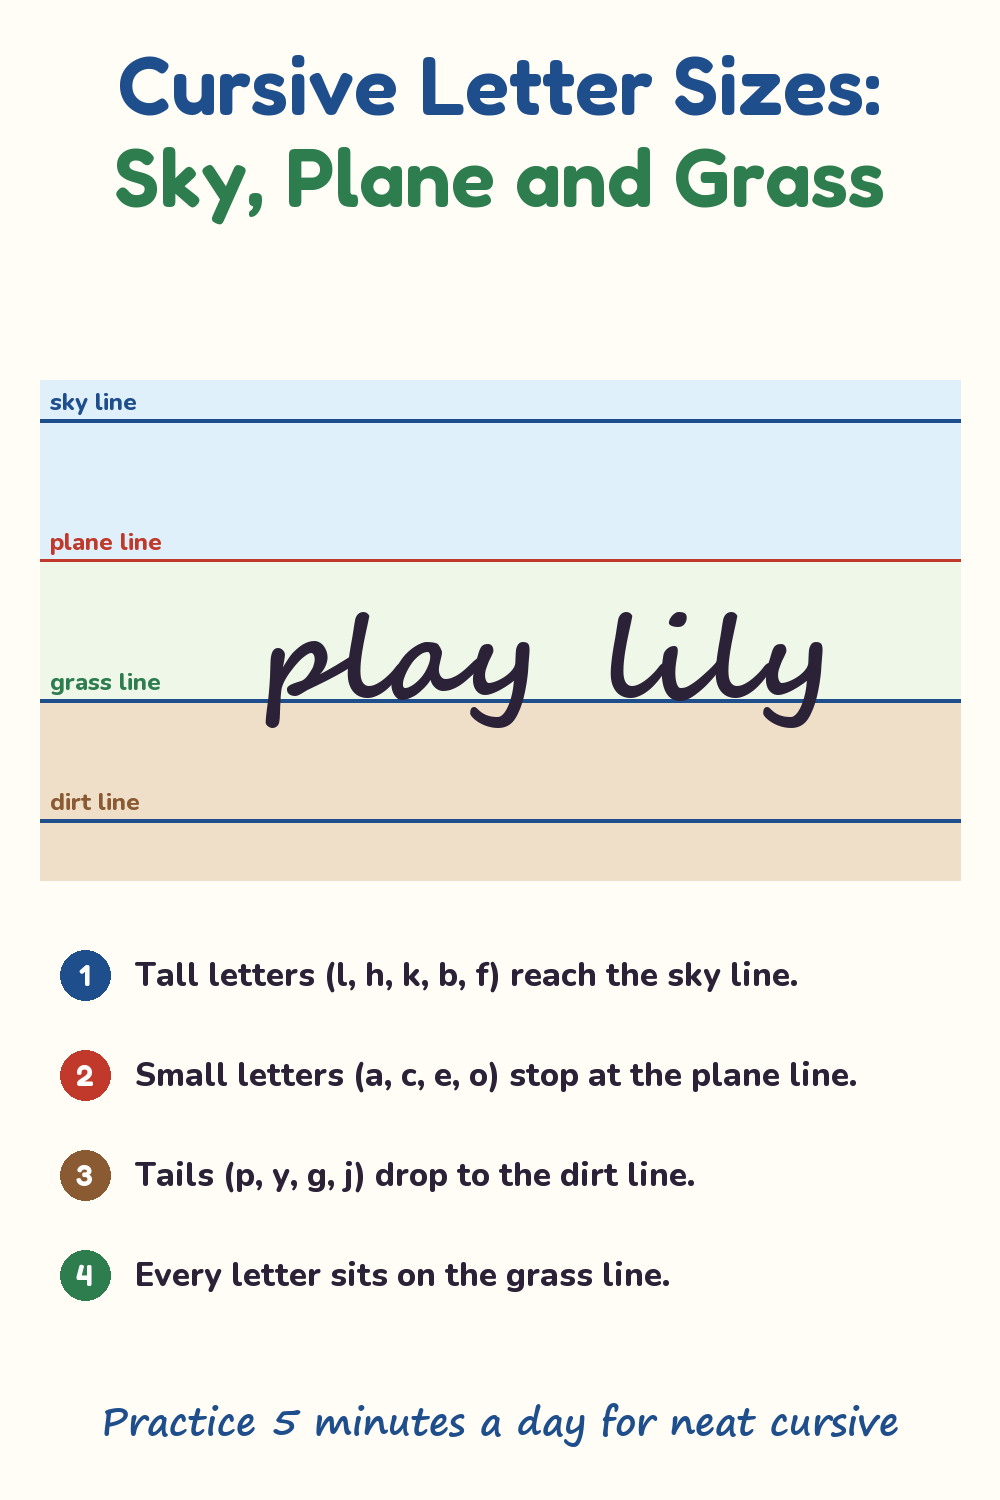 Cursive Letter Sizes:
Sky, Plane and Grass
sky line
plane line
play lily
grass line
dirt line
1 Tall letters (l, h, k, b, f) reach the sky line.
2 Small letters (a, c, e, o) stop at the plane line.
3 Tails (p, y, g, j) drop to the dirt line.
4 Every letter sits on the grass line.
Practice 5 minutes a day for neat cursive